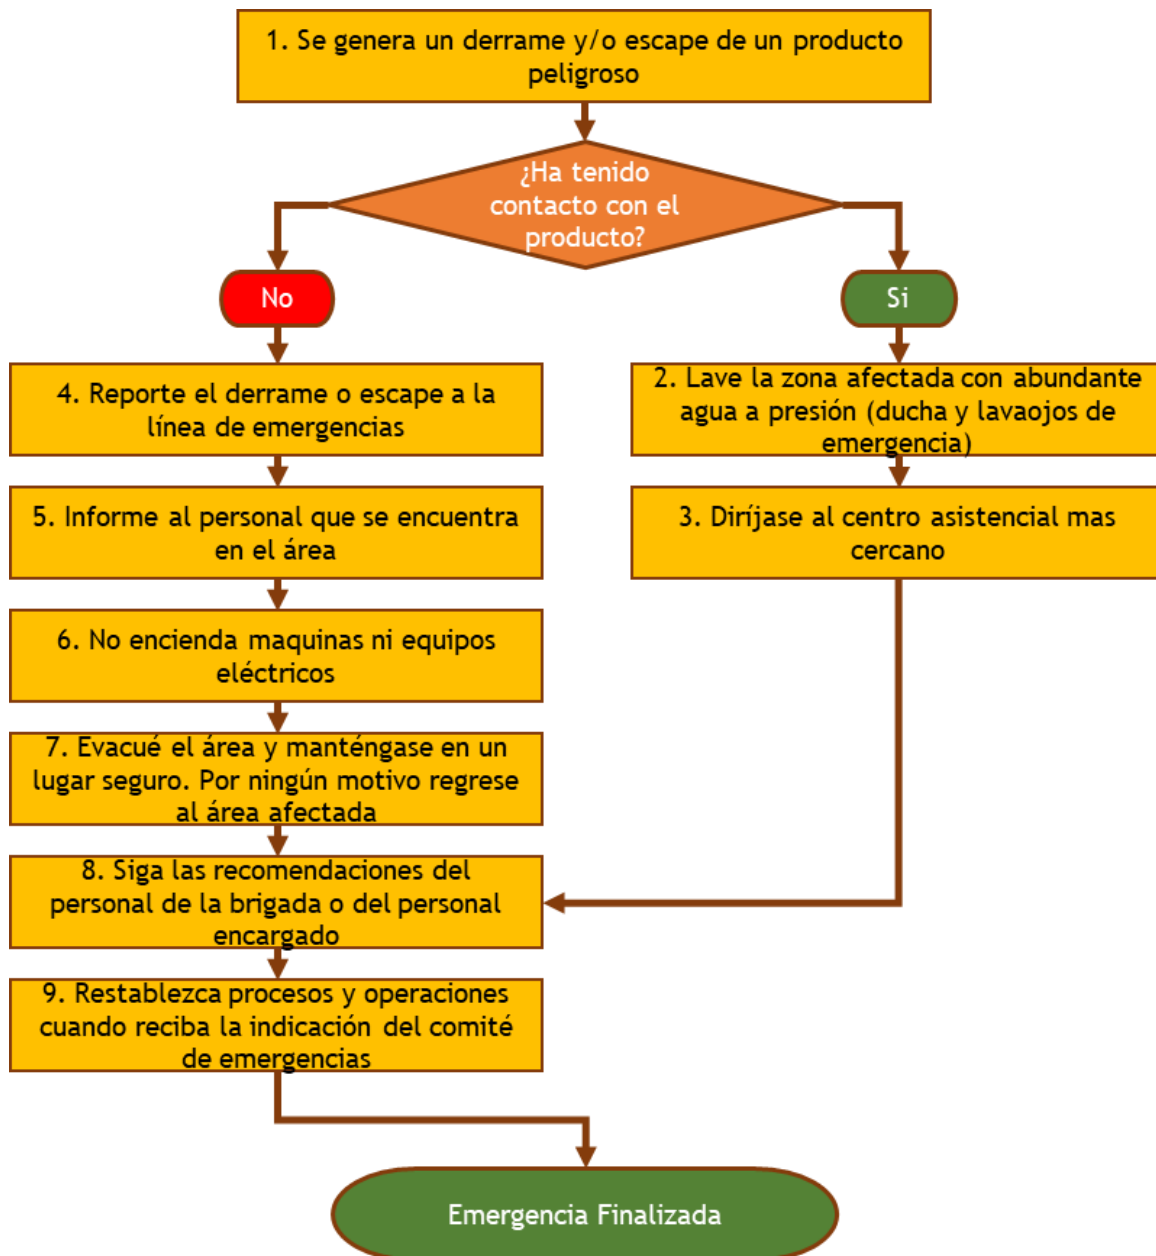 1. Se genera un derrame y/o escape de un producto
peligroso
¿Ha tenido
contacto con el
producto?
No
Si
4. Reporte el derrame o escape a la
línea de emergencias
2. Lave la zona afectada con abundante
agua a presión (ducha y lavaojos de
emergencia)
5. Informe al personal que se encuentra
en el área
3. Diríjase al centro asistencial mas
cercano
6. No encienda maquinas ni equipos
eléctricos
7. Evacué el área y manténgase en un
lugar seguro. Por ningún motivo regrese
al área afectada
8. Siga las recomendaciones del
personal de la brigada o del personal
encargado
9. Restablezca procesos y operaciones
cuando reciba la indicación del comité
de emergencias
Emergencia Finalizada